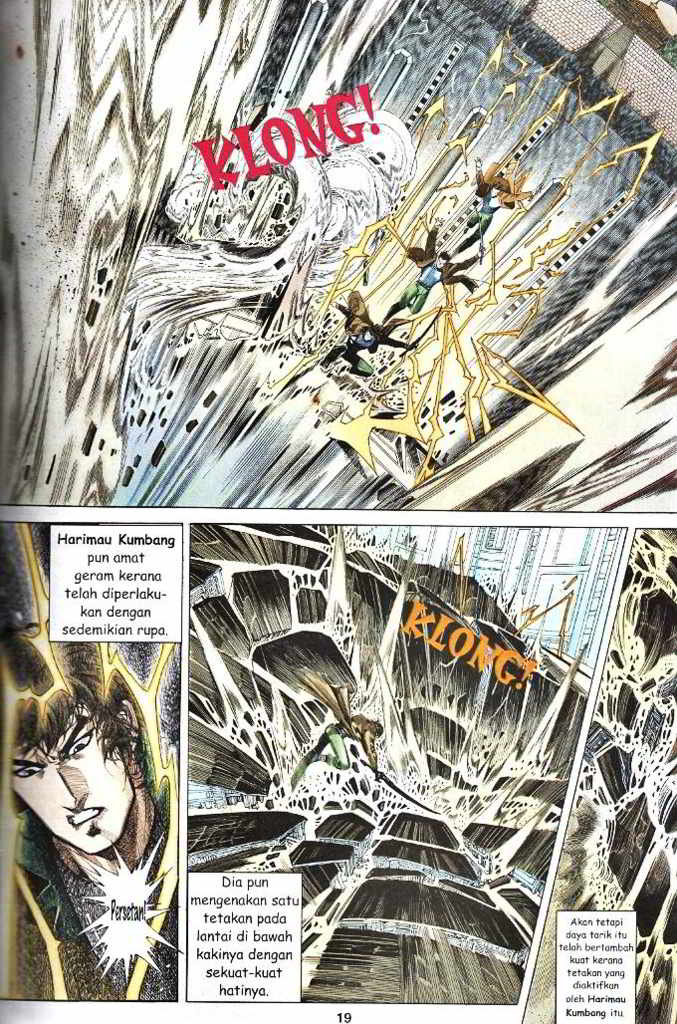 KLONG!
Harimau Kumbang
pun amat
geram kerana
telah diperlaku-
kan dengan
sedemikian rupa.
Persetan!
KLONG!
Dia pun
mengenakan satu
tetakan pada
lantai di bawah
kakinya dengan
sekuat-kuat
hatinya.
Akan tetapi
daya tarik itu
telah bertambah
kuat kerana
tetakan yang
diaktifkan
oleh Harimau
Kumbang itu.
19